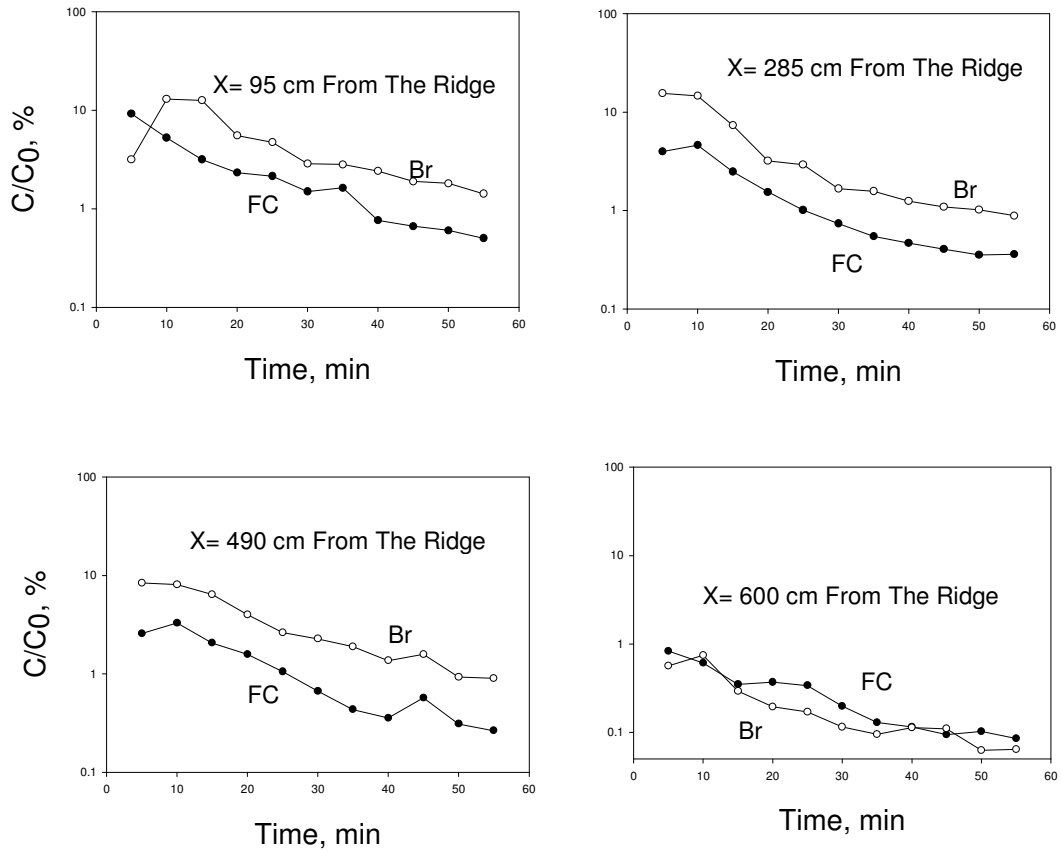 100
10
1
0.1
0 10 20 30 40 50 60
C/C0, %
Time, min
X= 95 cm From The Ridge
Br
FC
100
10
1
0.1
0 10 20 30 40 50 60
Time, min
X= 285 cm From The Ridge
Br
FC
100
10
1
0.1
0 10 20 30 40 50 60
C/C0, %
Time, min
X= 490 cm From The Ridge
Br
FC
100
10
1
0.1
0 10 20 30 40 50 60
Time, min
X= 600 cm From The Ridge
FC
Br